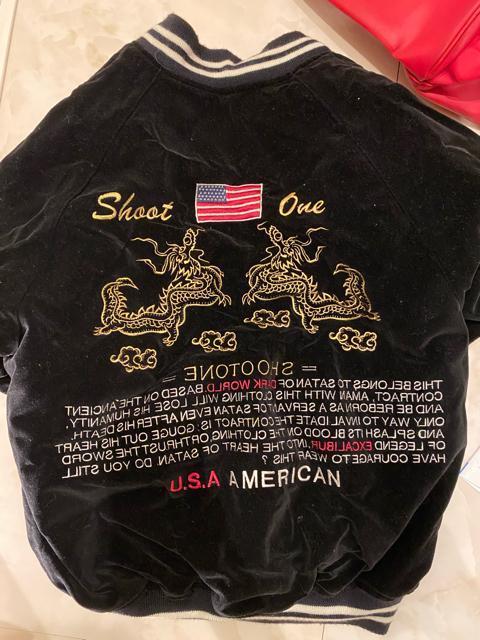 Shoot One
= SHOOTONE =
THIS BELONGS TO SATAN OF DARK WORLD. BASED ON THE ANCIENT
CONTRACT, AMAN WITH THIS CLOTHING WILL LOSE HIS HUMANITY,
AND BE REBORN AS A SERVANT OF SATAN EVEN AFTER HIS DEATH,
ONLY WAY TO INVALIDATE THE CONTRACT IS GOUGE OUT HIS HEART
AND SPLASH ITS BLOOD ON THE CLOTHING, OR THRUST THE SWORD
OF LEGEND, EXCALIBUR, INTO THE HEART OF SATAN. DO YOU STILL
HAVE COURAGE TO WEAR THIS ?
U.S.A AMERICAN